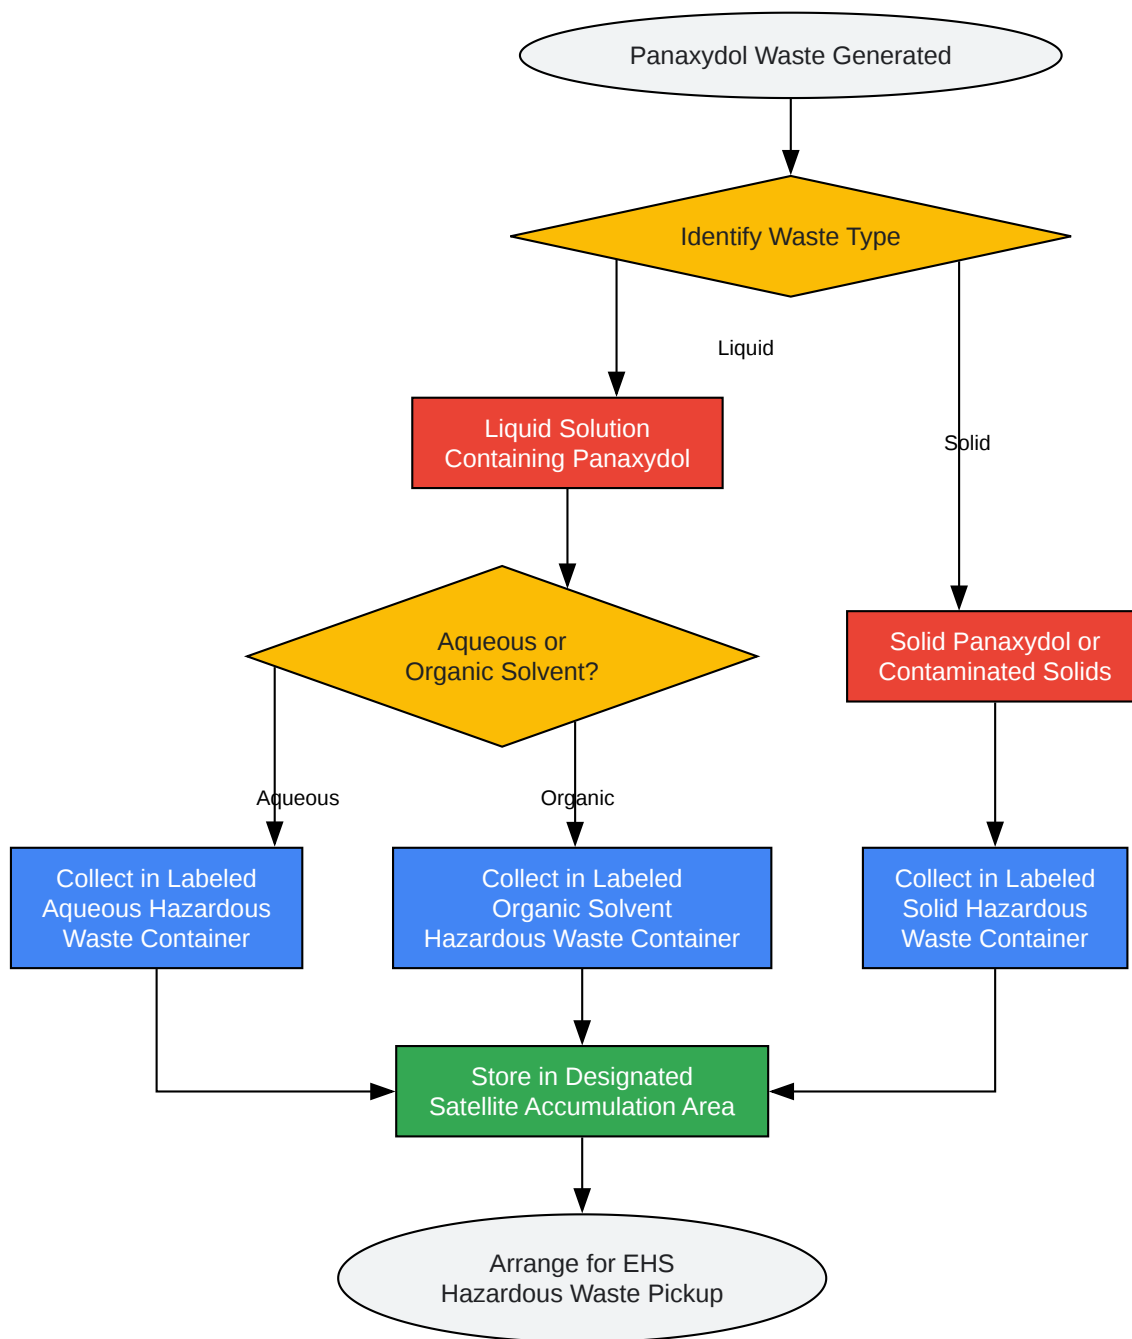 Panaxydol Waste Generated
Identify Waste Type
Liquid
Solid
Liquid Solution
Containing Panaxydol
Aqueous or
Organic Solvent?
Solid Panaxydol or
Contaminated Solids
Aqueous
Organic
Collect in Labeled
Aqueous Hazardous
Waste Container
Collect in Labeled
Organic Solvent
Hazardous Waste Container
Collect in Labeled
Solid Hazardous
Waste Container
Store in Designated
Satellite Accumulation Area
Arrange for EHS
Hazardous Waste Pickup